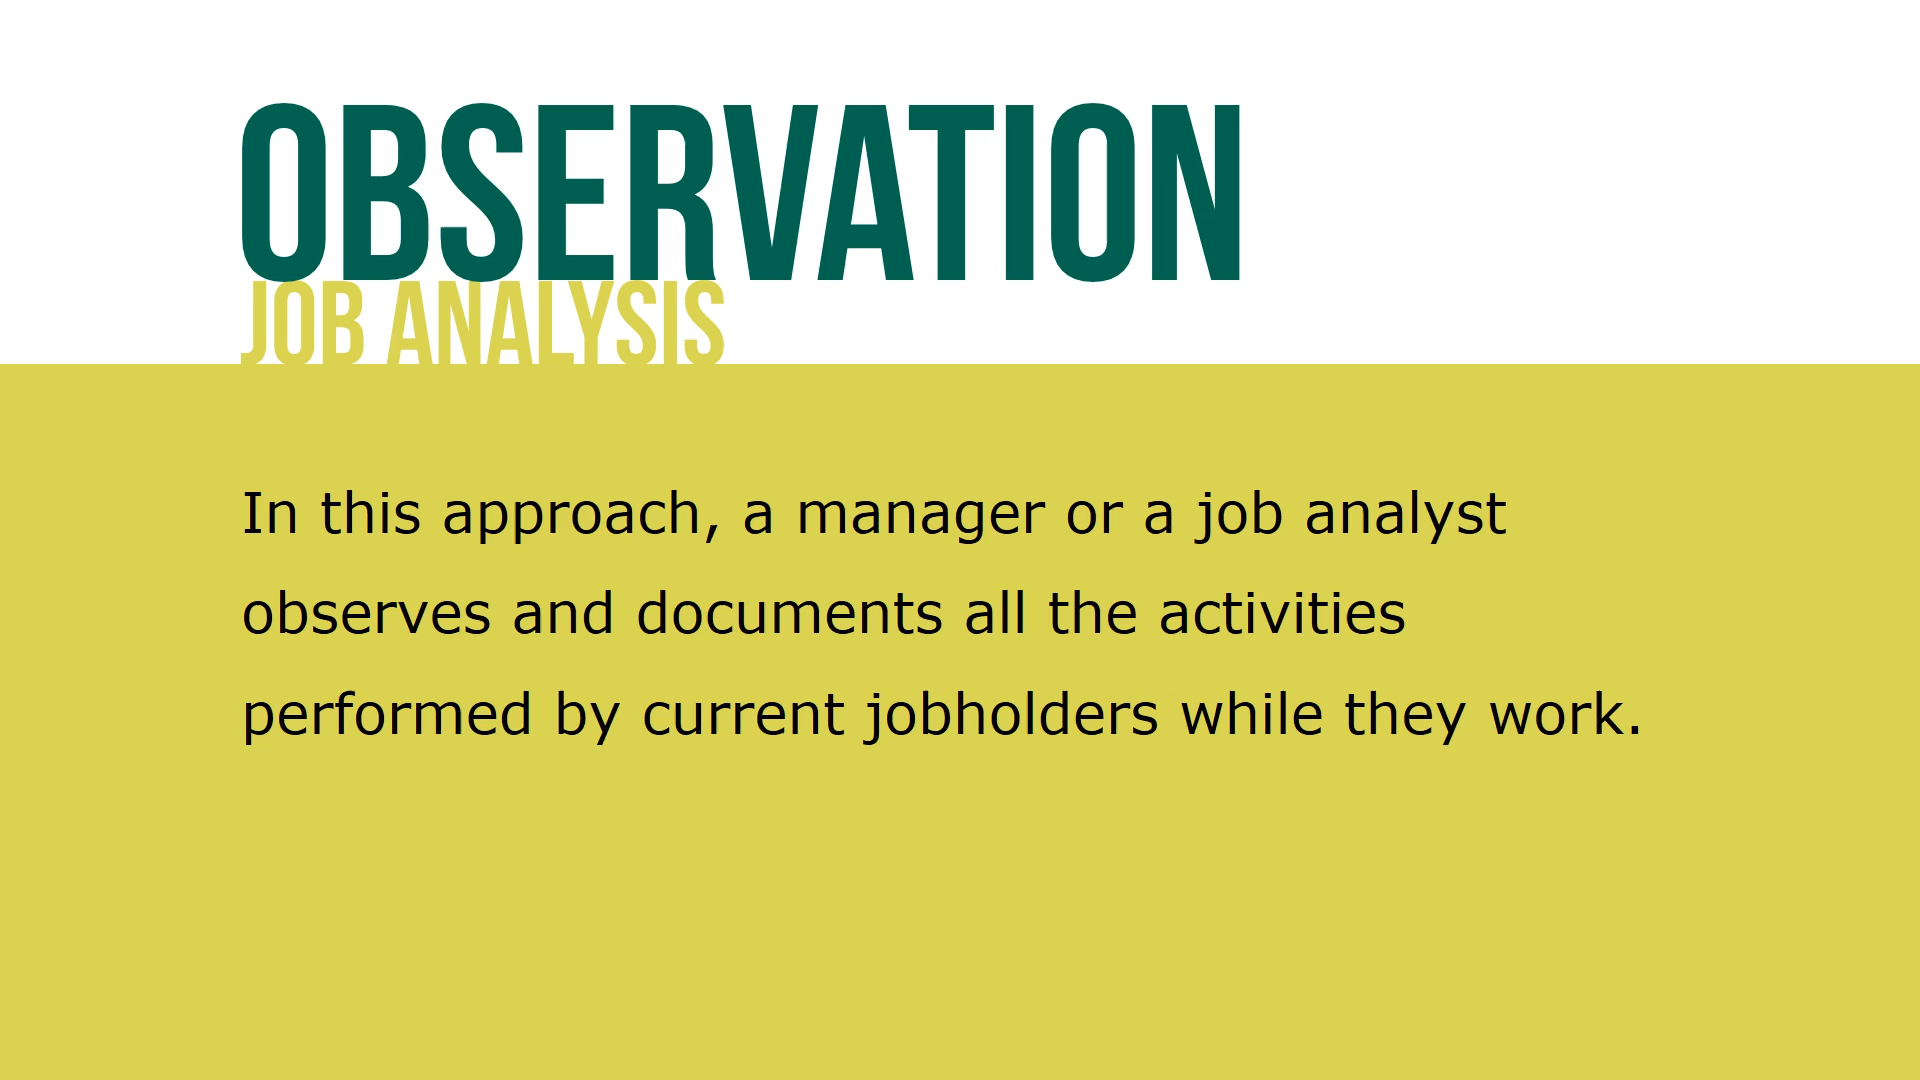 OBSERVATION
JOB ANALYSIS
In this approach, a manager or a job analyst
observes and documents all the activities
performed by current jobholders while they work.